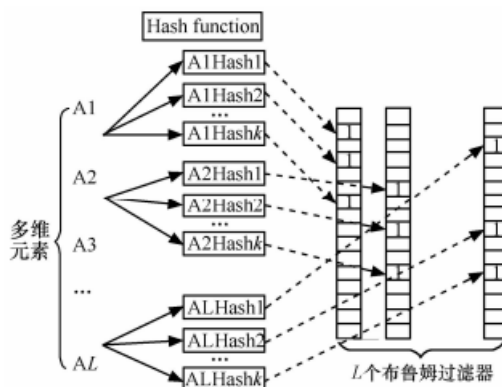 Hash function
A1Hash1
A1Hash2
...
A1Hashk
A2Hash1
A2Hash2
...
A2Hashk
ALHash1
ALHash2
...
ALHashk
A1
A2
A3
...
AL
多维
元素
L个布鲁姆过滤器